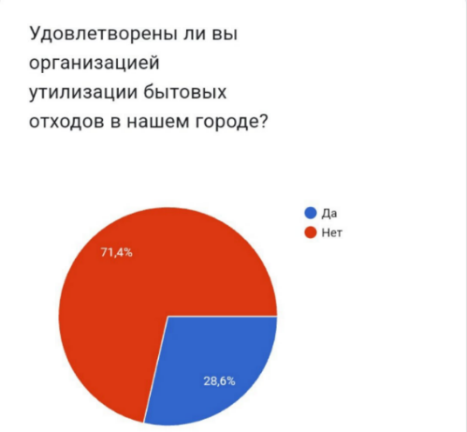 Удовлетворены ли вы
организацией
утилизации бытовых
отходов в нашем городе?
Да
Нет
71,4%
28,6%